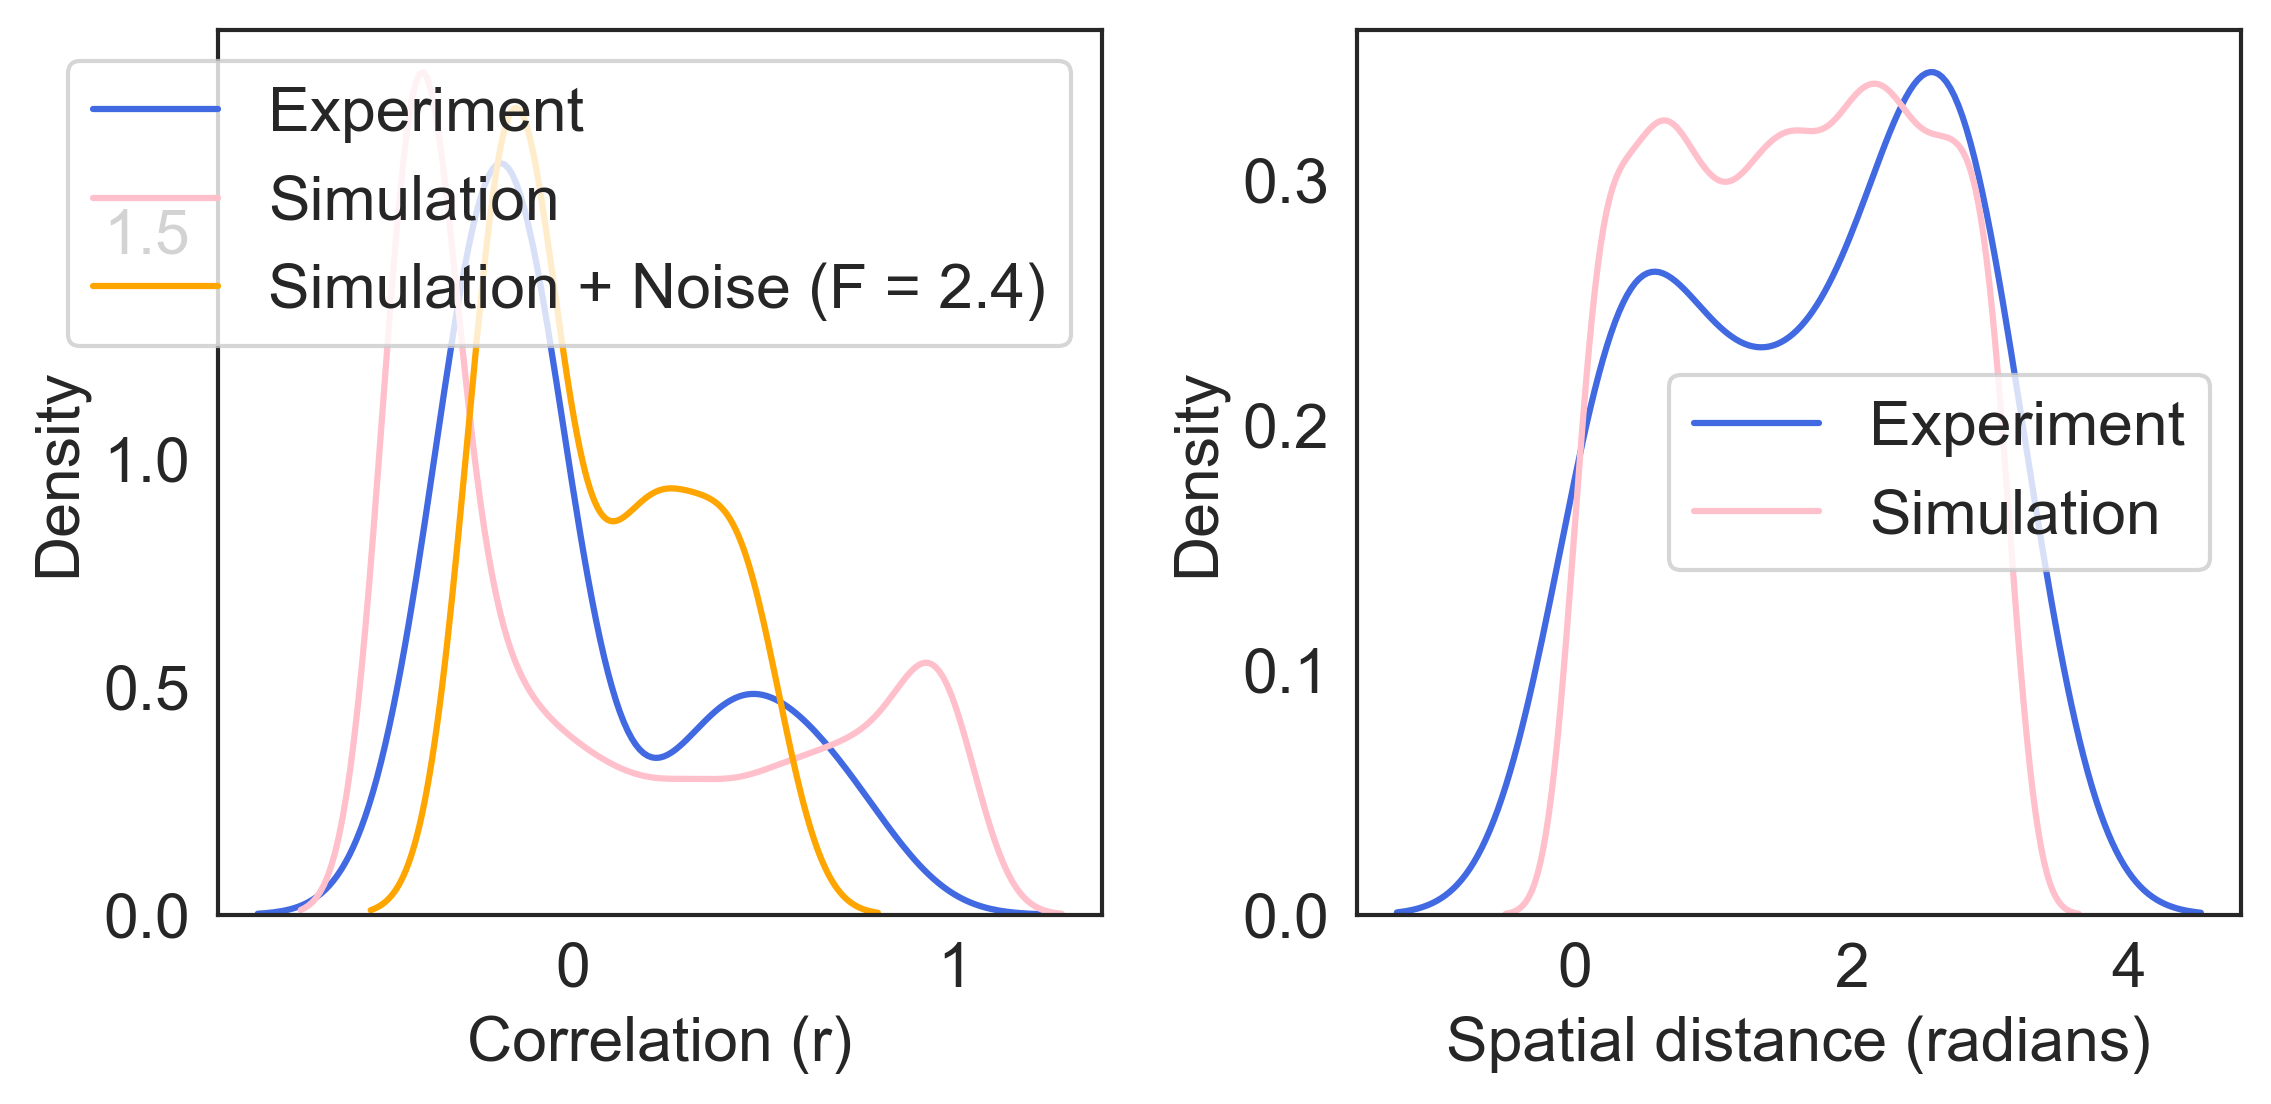 Experiment
Simulation
Simulation + Noise (F = 2.4)
1.5
1.0
0.5
0.0
Density
0
1
Correlation (r)
0.3
0.2
0.1
0.0
Density
Experiment
Simulation
0
2
4
Spatial distance (radians)